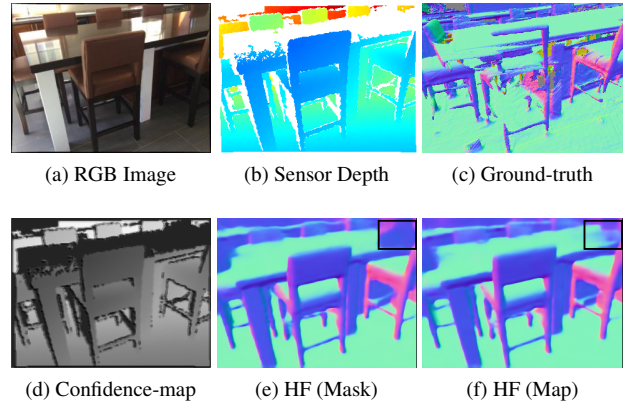 (a) RGB Image
(b) Sensor Depth
(c) Ground-truth
(d) Confidence-map
(e) HF (Mask)
(f) HF (Map)